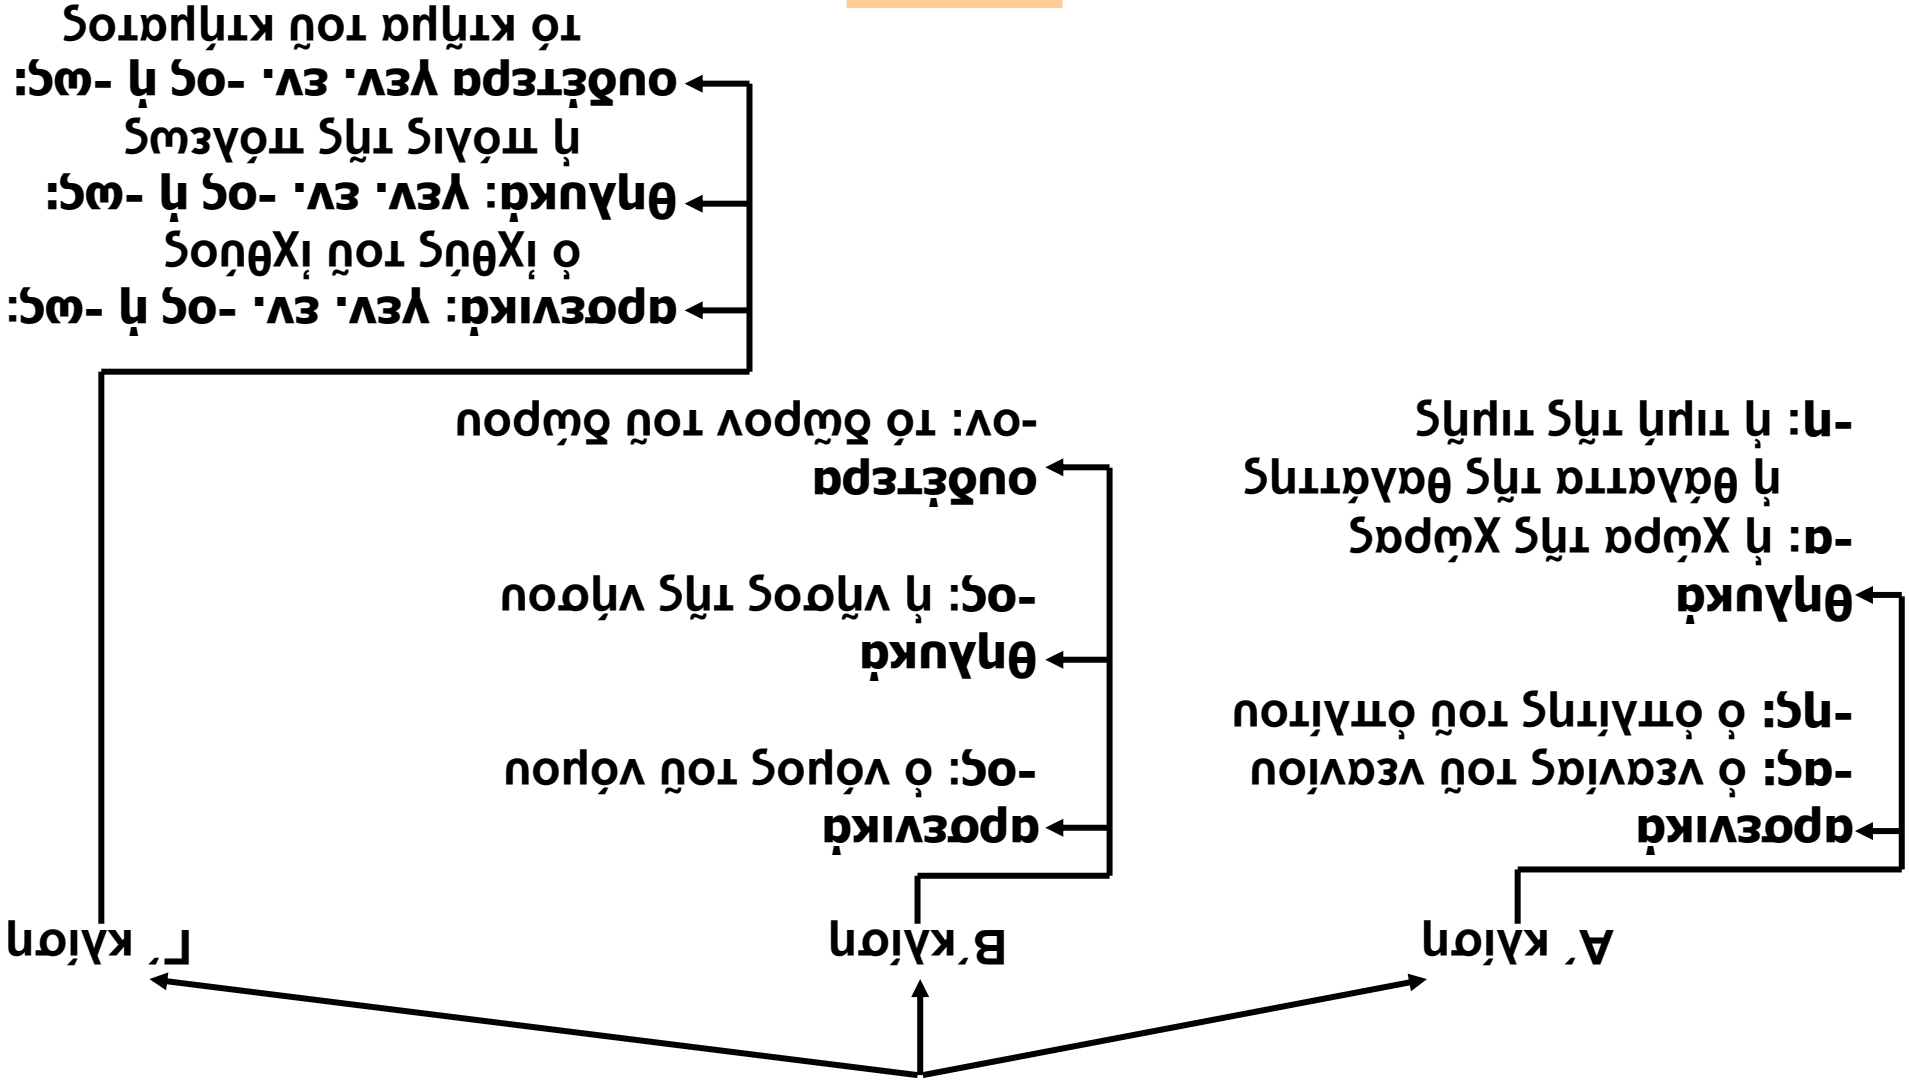 Α΄ κλίση
αρσενικά
-ας: ὁ νεανίας τοῦ νεανίου
-ης: ὁ ὁπλίτης τοῦ ὁπλίτου
θηλυκά
-α: ἡ χώρα τῆς χώρας
ἡ θάλαττα τῆς θαλάττης
-η: ἡ τιμή τῆς τιμῆς
Β΄κλίση
αρσενικά
-ος: ὁ νόμος τοῦ νόμου
θηλυκά
-ος: ἡ νῆσος τῆς νήσου
ουδέτερα
-ον: τό δῶρον τοῦ δώρου
Γ΄ κλίση
αρσενικά: γεν. εν. -ος ή -ως:
ὁ ἰχθύς τοῦ ἰχθύος
θηλυκά: γεν. εν. -ος ή -ως:
ἡ πόλις τῆς πόλεως
ουδέτερα γεν. εν. -ος ή -ως:
τό κτῆμα τοῦ κτήματος